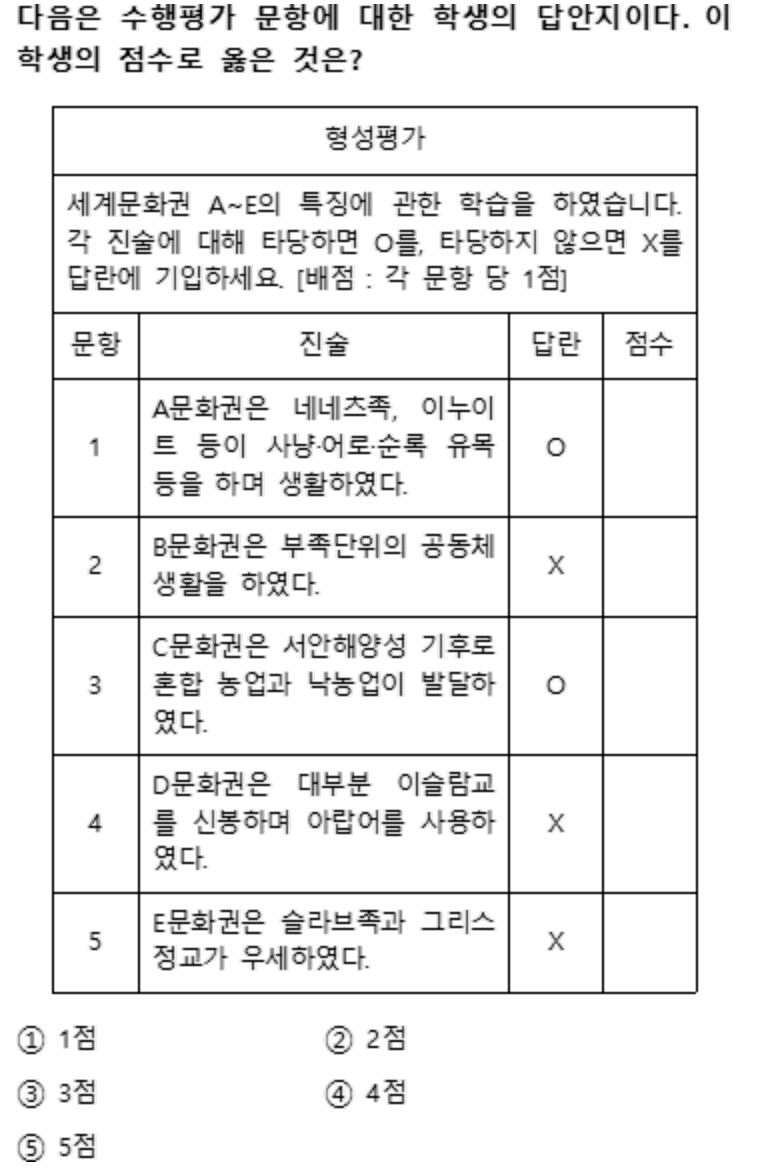 다음은 수행평가 문항에 대한 학생의 답안지이다. 이
학생의 점수로 옳은 것은?
형성평가
세계문화권 A~E의 특징에 관한 학습을 하였습니다.
각 진술에 대해 타당하면 O를, 타당하지 않으면 X를
답란에 기입하세요. [배점 : 각 문항 당 1점]
문항 진술 답란 점수
A문화권은 네네츠족, 이누이
1 트 등이 사냥·어로·순록 유목 O
등을 하며 생활하였다.
B문화권은 부족단위의 공동체
2 X
생활을 하였다.
C문화권은 서안해양성 기후로
3 혼합 농업과 낙농업이 발달하 O
였다.
D문화권은 대부분 이슬람교
4 를 신봉하며 아랍어를 사용하 X
였다.
E문화권은 슬라브족과 그리스
5 X
정교가 우세하였다.
① 1점 ② 2점
③ 3점 ④ 4점
⑤ 5점